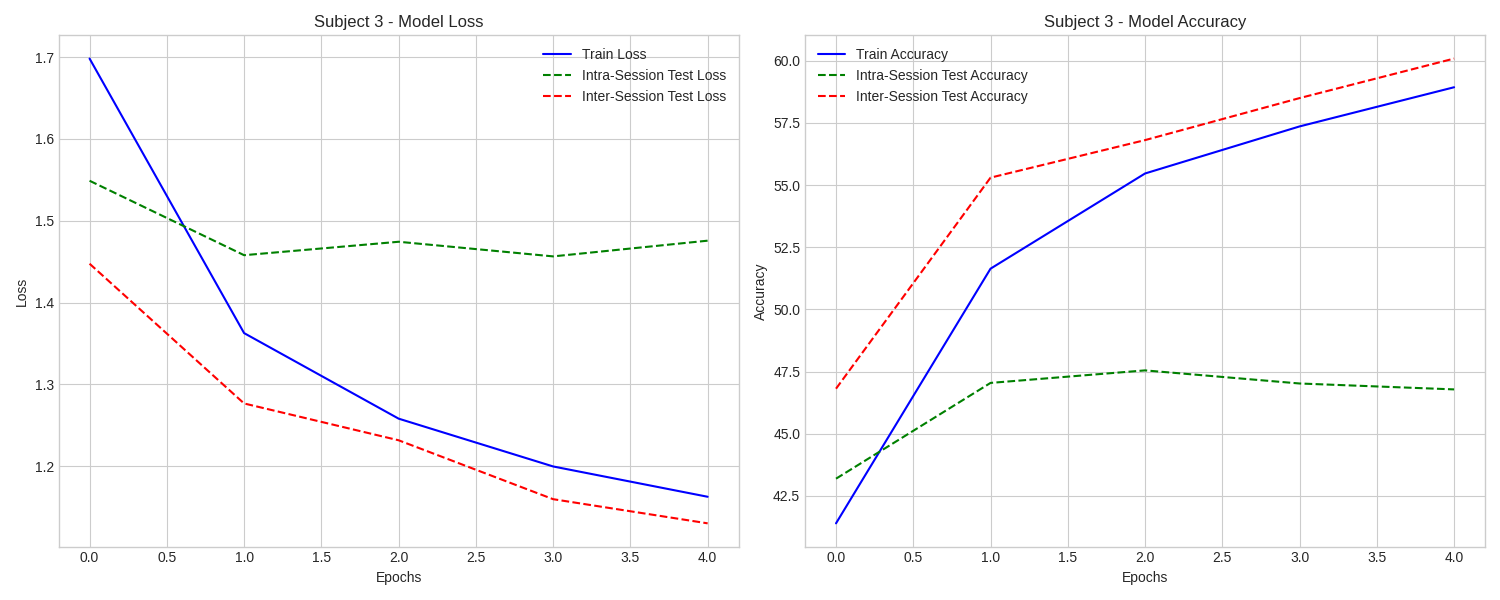 Subject 3 - Model Loss
Train Loss
Intra-Session Test Loss
Inter-Session Test Loss
1.7
1.6
1.5
1.4
1.3
1.2
Loss
0.0 0.5 1.0 1.5 2.0 2.5 3.0 3.5 4.0
Epochs
Subject 3 - Model Accuracy
Train Accuracy
Intra-Session Test Accuracy
Inter-Session Test Accuracy
60.0
57.5
55.0
52.5
50.0
47.5
45.0
42.5
Accuracy
0.0 0.5 1.0 1.5 2.0 2.5 3.0 3.5 4.0
Epochs